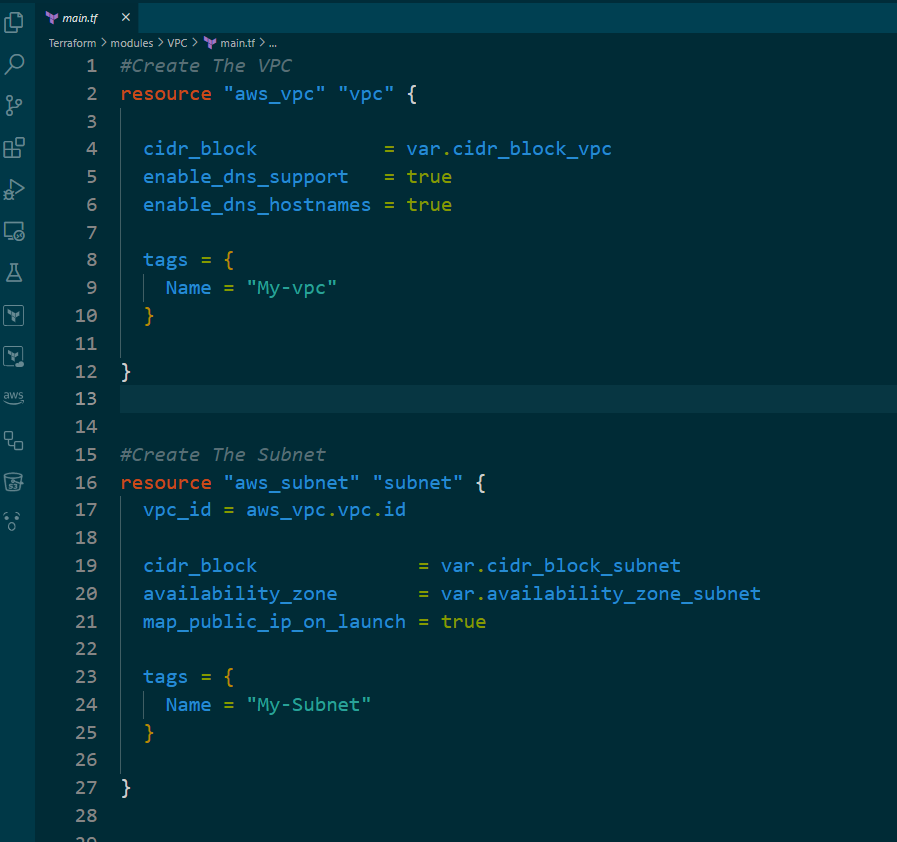 main.tf ×
Terraform > modules > VPC > main.tf > ...
1 #Create The VPC
2 resource "aws_vpc" "vpc" {
3
4 cidr_block = var.cidr_block_vpc
5 enable_dns_support = true
6 enable_dns_hostnames = true
7
8 tags = {
9 Name = "My-vpc"
10 }
11
12 }
13
14
15 #Create The Subnet
16 resource "aws_subnet" "subnet" {
17 vpc_id = aws_vpc.vpc.id
18
19 cidr_block = var.cidr_block_subnet
20 availability_zone = var.availability_zone_subnet
21 map_public_ip_on_launch = true
22
23 tags = {
24 Name = "My-Subnet"
25 }
26
27 }
28
aws